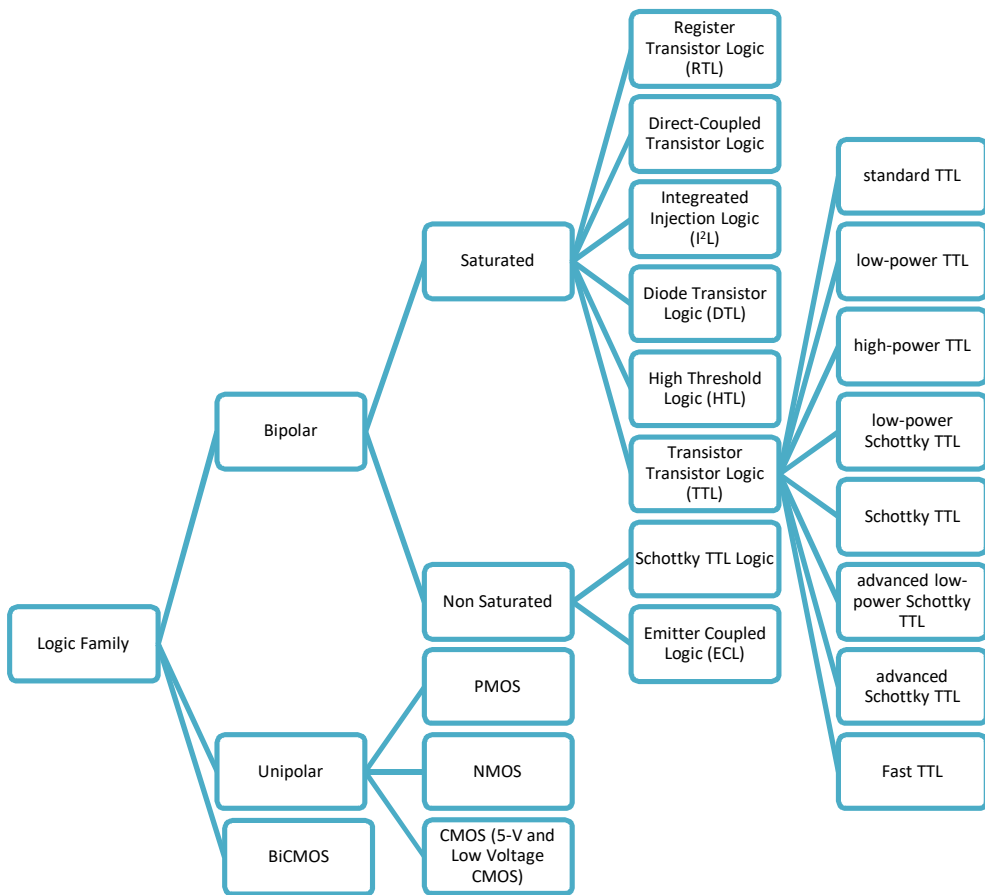 Register
Transistor Logic
(RTL)
Direct-Coupled
Transistor Logic
Integreated
Injection Logic
(I²L)
Diode Transistor
Logic (DTL)
High Threshold
Logic (HTL)
Transistor
Transistor Logic
(TTL)
standard TTL
low-power TTL
high-power TTL
low-power
Schottky TTL
Schottky TTL
advanced low-
power Schottky
TTL
advanced
Schottky TTL
Fast TTL
Saturated
Bipolar
Non Saturated
Schottky TTL Logic
Emitter Coupled
Logic (ECL)
Logic Family
Unipolar
PMOS
NMOS
CMOS (5-V and
Low Voltage
CMOS)
BiCMOS